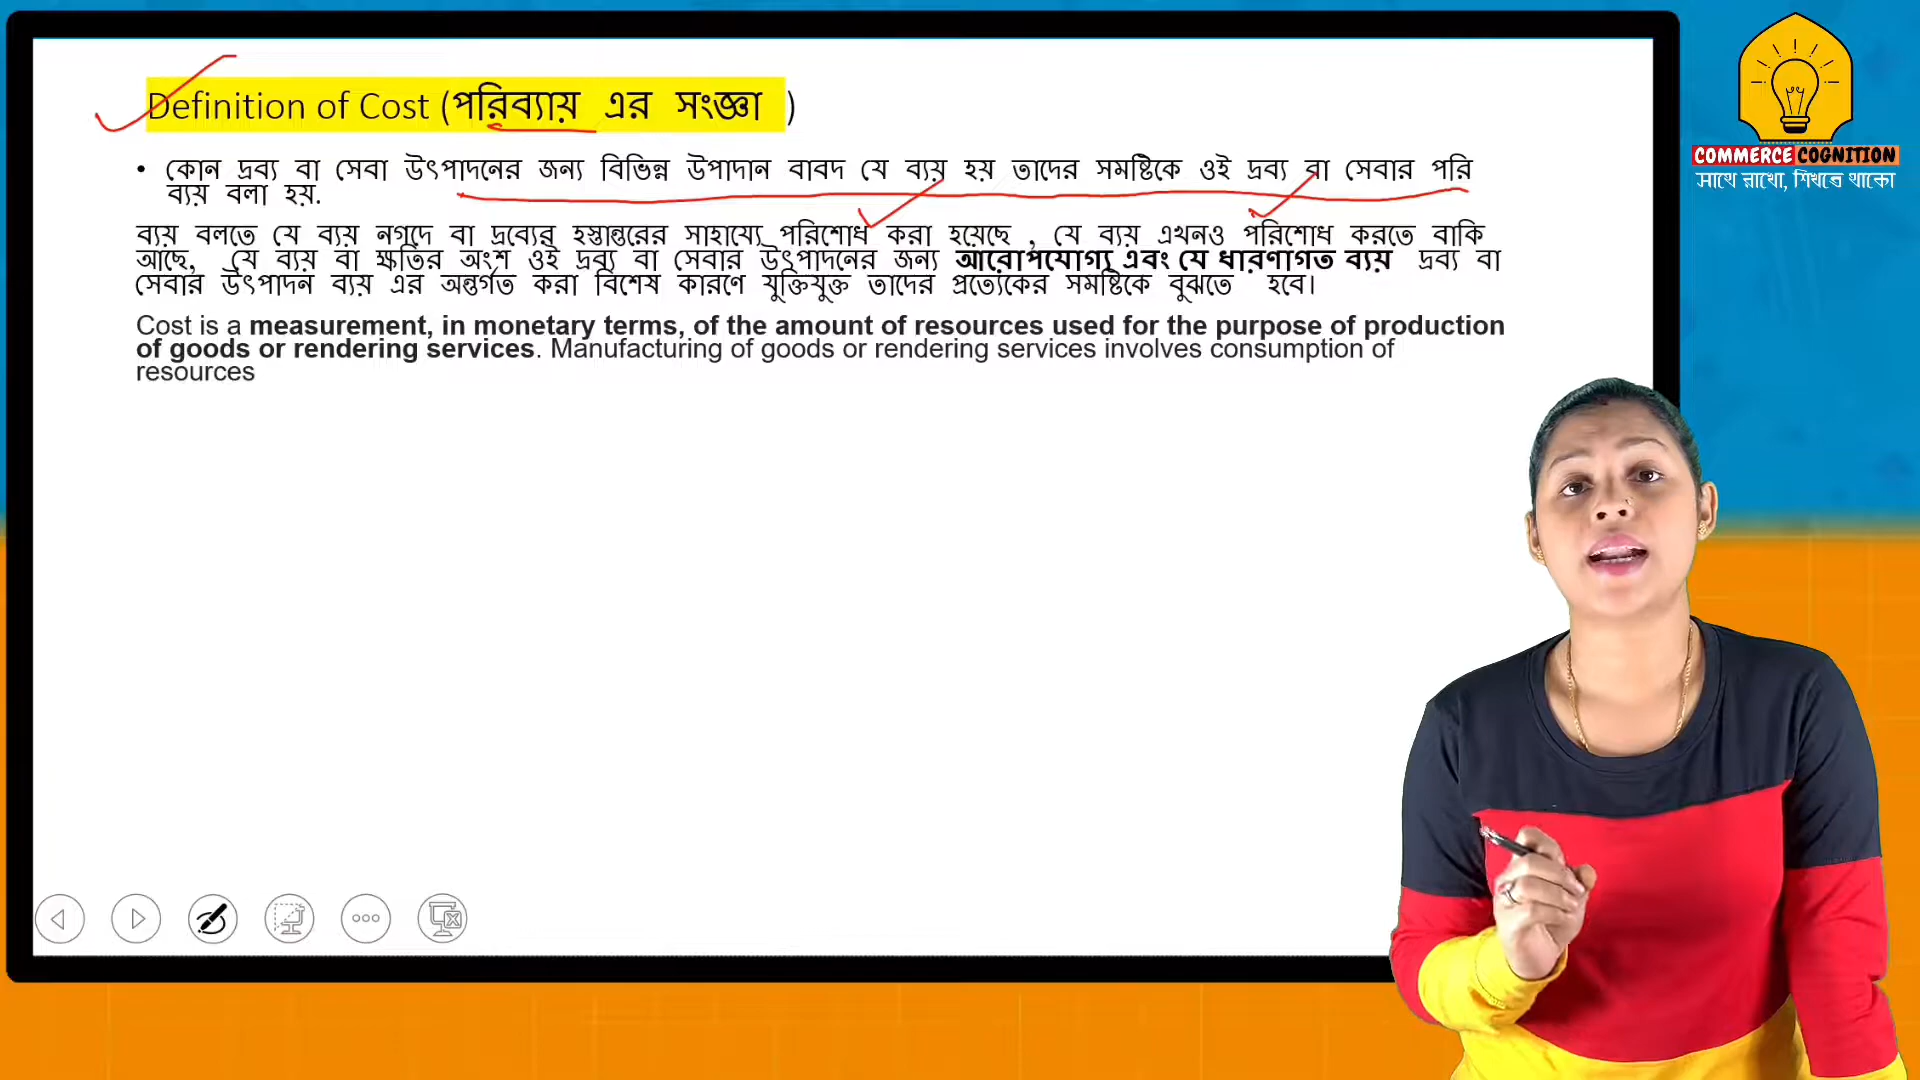 Definition of Cost (পরিব্যায় এর সংজ্ঞা )
• কোন দ্রব্য বা সেবা উৎপাদনের জন্য বিভিন্ন উপাদান বাবদ যে ব্যয় হয় তাদের সমষ্টিকে ওই দ্রব্য বা সেবার পরি
ব্যয় বলা হয়.
ব্যয় বলতে যে ব্যয় নগদে বা দ্রব্যের হস্তান্তরের সাহায্যে পরিশোধ করা হয়েছে , যে ব্যয় এখনও পরিশোধ করতে বাকি
আছে, যে ব্যয় বা ক্ষতির অংশ ওই দ্রব্য বা সেবার উৎপাদনের জন্য আরোপযোগ্য এবং যে ধারণাগত ব্যয় দ্রব্য বা
সেবার উৎপাদন ব্যয় এর অন্তর্গত করা বিশেষ কারণে যুক্তিযুক্ত তাদের প্রত্যেকের সমষ্টিকে বুঝতে হবে।
Cost is a measurement, in monetary terms, of the amount of resources used for the purpose of production
of goods or rendering services. Manufacturing of goods or rendering services involves consumption of
resources
COMMERCE COGNITION
সাথে রাখো, শিখতে থাকো